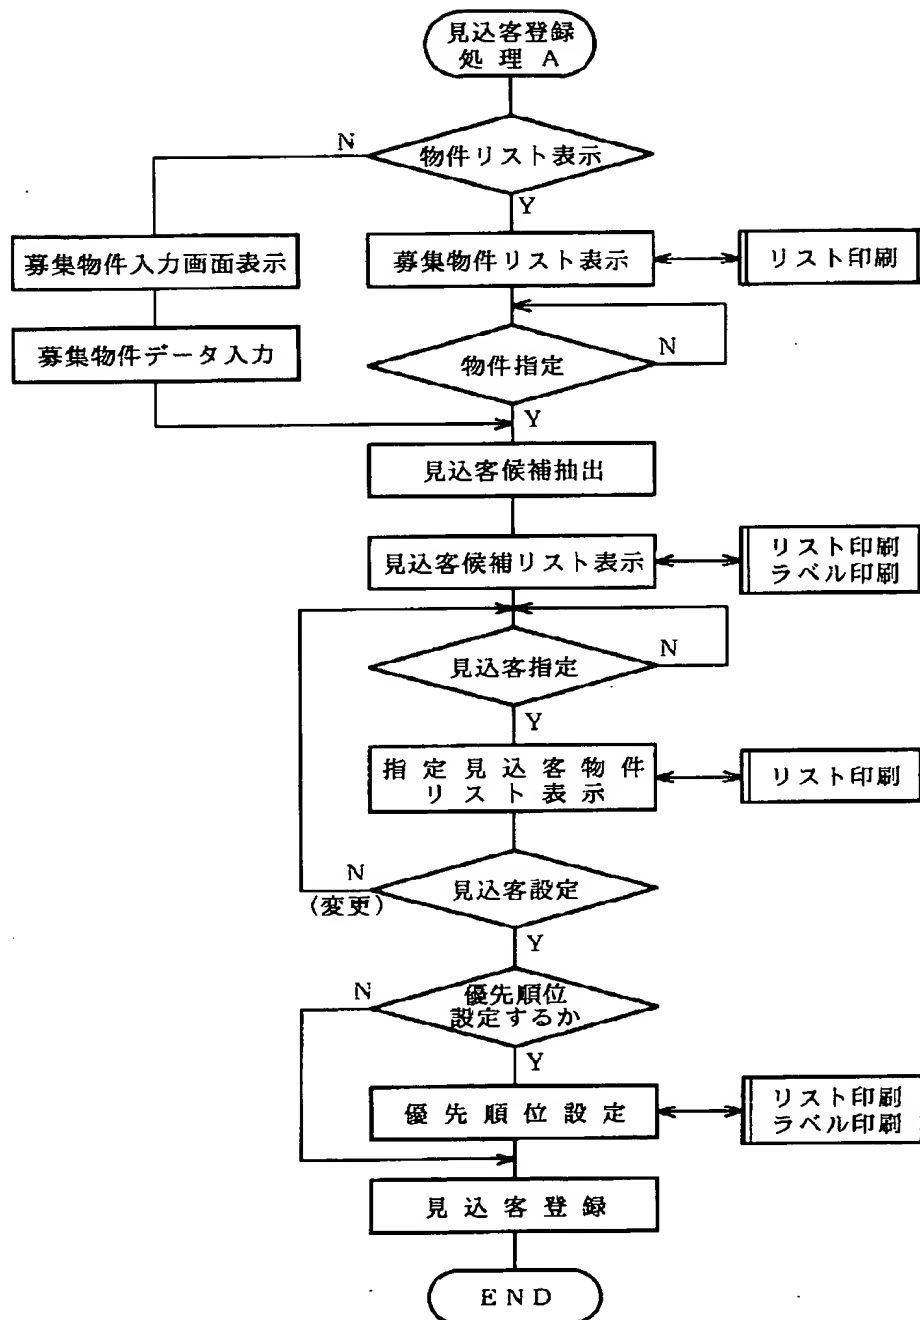 見込客登録
処理A
N
物件リスト表示
Y
募集物件入力画面表示
募集物件リスト表示
リスト印刷
募集物件データ入力
物件指定
N
Y
見込客候補抽出
見込客候補リスト表示
リスト印刷
ラベル印刷
見込客指定
N
Y
指定見込客物件
リスト表示
リスト印刷
N
(変更)
見込客設定
Y
N
優先順位
設定するか
Y
優先順位設定
リスト印刷
ラベル印刷
見込客登録
END